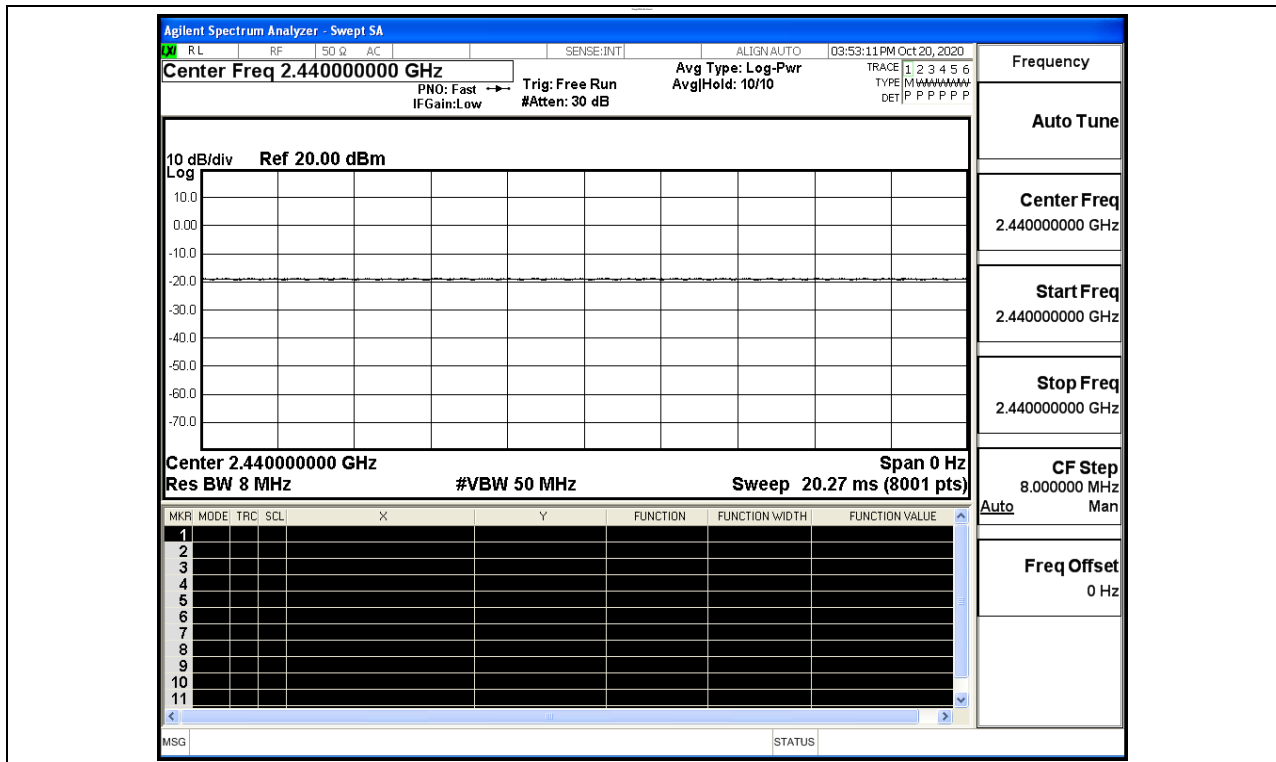 Agilent Spectrum Analyzer - Swept SA
LXI RL RF 50 Ω AC SENSE:INT ALIGN AUTO 03:53:11 PM Oct 20, 2020
Center Freq 2.440000000 GHz
PNO: Fast
IFGain:Low
Trig: Free Run
#Atten: 30 dB
Avg Type: Log-Pwr
Avg|Hold: 10/10
TRACE 1 2 3 4 5 6
TYPE M W W W W W
DET P P P P P P
10 dB/div Ref 20.00 dBm
Log
10.0
0.00
-10.0
-20.0
-30.0
-40.0
-50.0
-60.0
-70.0
Center 2.440000000 GHz Span 0 Hz
Res BW 8 MHz #VBW 50 MHz Sweep 20.27 ms (8001 pts)
MKR MODE TRC SCL X Y FUNCTION FUNCTION WIDTH FUNCTION VALUE
1
2
3
4
5
6
7
8
9
10
11
MSG STATUS
Frequency
Auto Tune
Center Freq
2.440000000 GHz
Start Freq
2.440000000 GHz
Stop Freq
2.440000000 GHz
CF Step
8.000000 MHz
Auto Man
Freq Offset
0 Hz